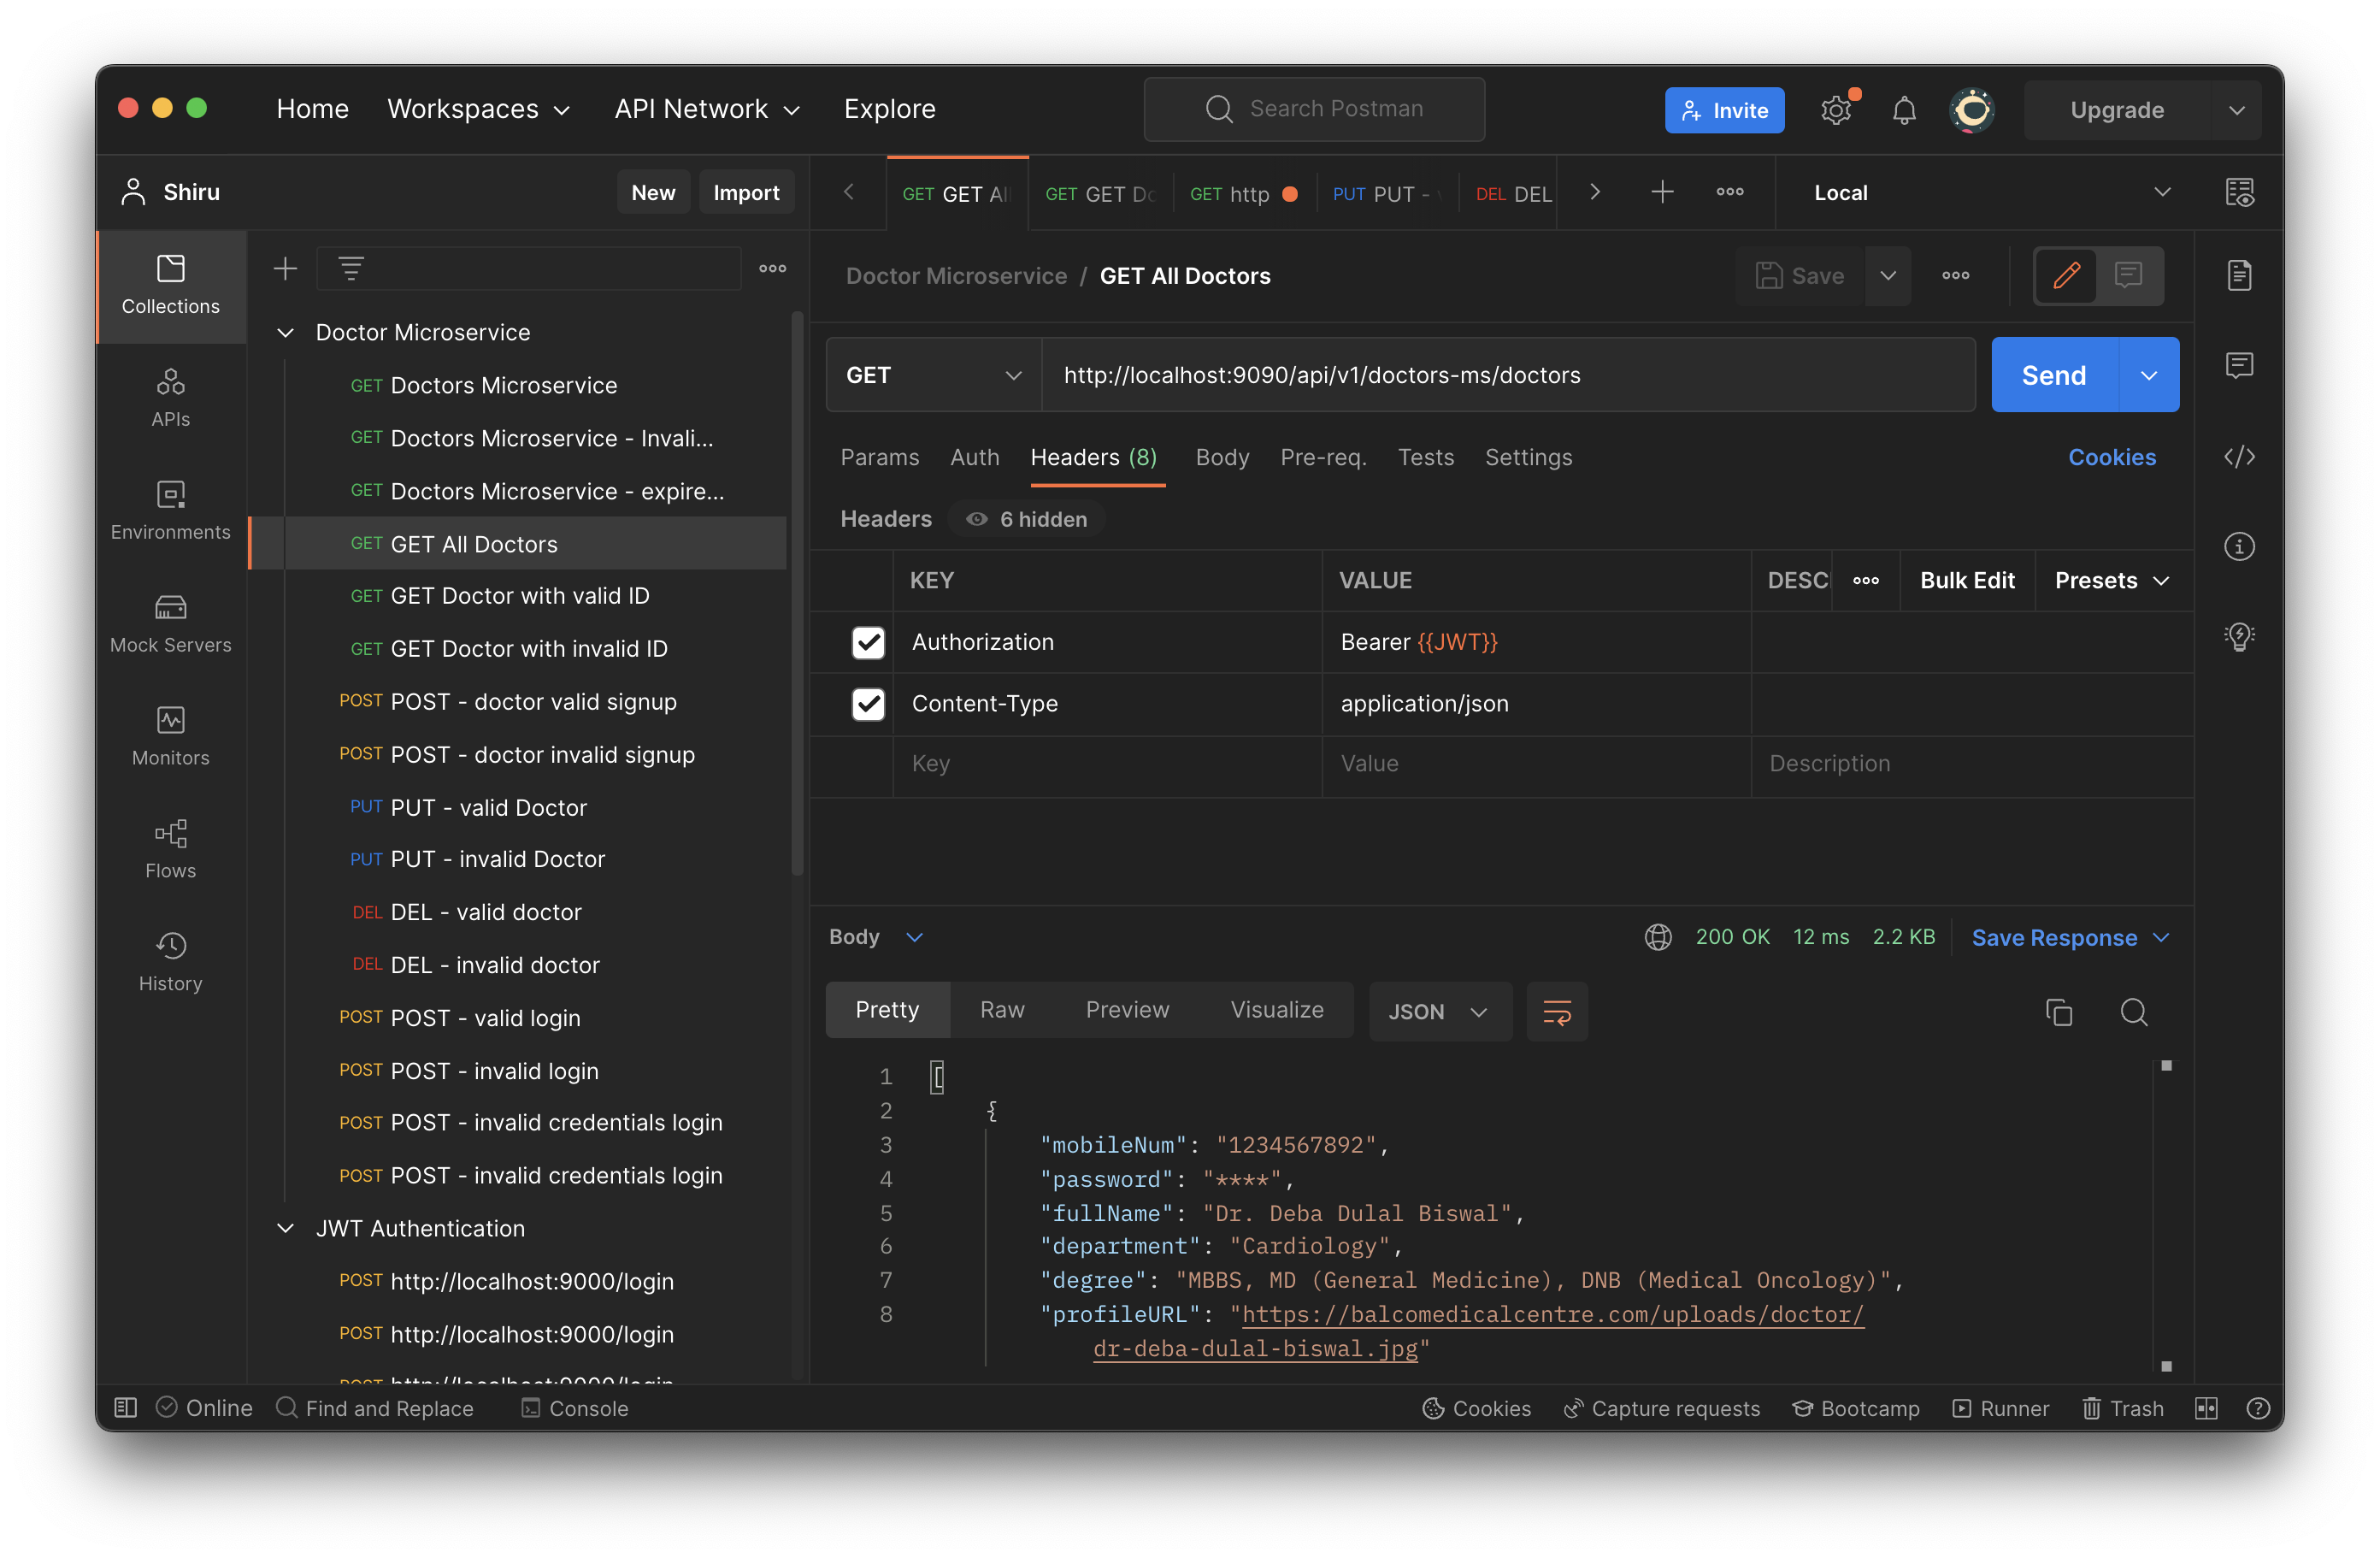 Home Workspaces API Network Explore Search Postman Invite Upgrade
Shiru New Import
GET GET All GET GET Do GET http PUT PUT - DEL DEL Local
Collections
APIs
Environments
Mock Servers
Monitors
Flows
History
Doctor Microservice
GET Doctors Microservice
GET Doctors Microservice - Invali...
GET Doctors Microservice - expire...
GET GET All Doctors
GET GET Doctor with valid ID
GET GET Doctor with invalid ID
POST POST - doctor valid signup
POST POST - doctor invalid signup
PUT PUT - valid Doctor
PUT PUT - invalid Doctor
DEL DEL - valid doctor
DEL DEL - invalid doctor
POST POST - valid login
POST POST - invalid login
POST POST - invalid credentials login
POST POST - invalid credentials login
JWT Authentication
POST http://localhost:9000/login
POST http://localhost:9000/login
POST http://localhost:9000/login
Doctor Microservice / GET All Doctors Save
GET http://localhost:9090/api/v1/doctors-ms/doctors Send
Params Auth Headers (8) Body Pre-req. Tests Settings Cookies
Headers 6 hidden
KEY VALUE DESC Bulk Edit Presets
Authorization Bearer {{JWT}}
Content-Type application/json
Key Value Description
Body 200 OK 12 ms 2.2 KB Save Response
Pretty Raw Preview Visualize JSON
1 [
2 {
3 "mobileNum": "1234567892",
4 "password": "****",
5 "fullName": "Dr. Deba Dulal Biswal",
6 "department": "Cardiology",
7 "degree": "MBBS, MD (General Medicine), DNB (Medical Oncology)",
8 "profileURL": "https://balcomedicalcentre.com/uploads/doctor/
dr-deba-dulal-biswal.jpg"
Online Find and Replace Console Cookies Capture requests Bootcamp Runner Trash